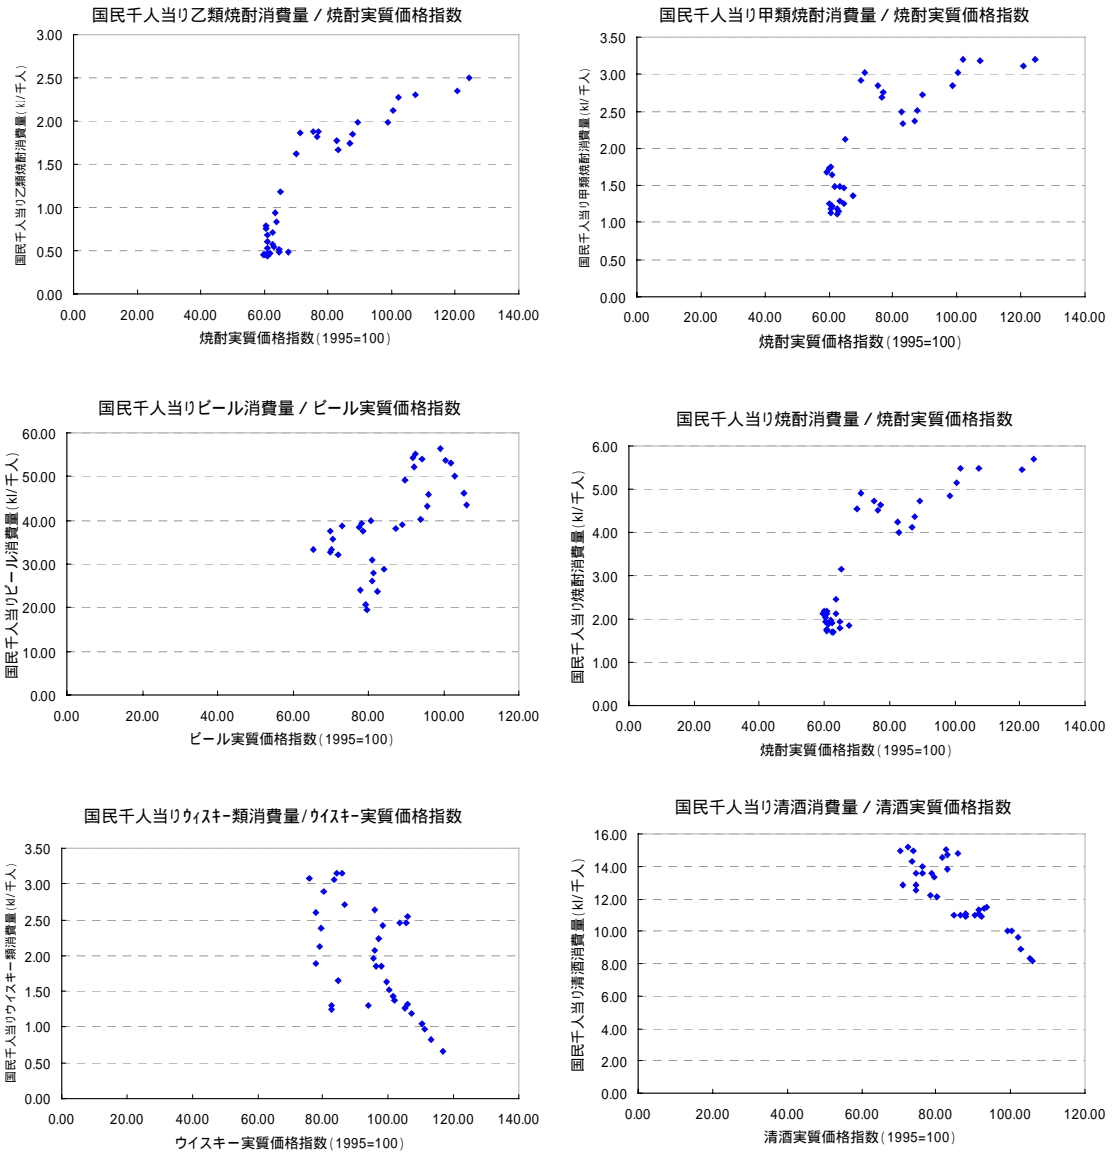 国民千人当り乙類焼酎消費量 / 焼酎実質価格指数
国民千人当り乙類焼酎消費量(kl/千人)
3.00
2.50
2.00
1.50
1.00
0.50
0.00
0.00 20.00 40.00 60.00 80.00 100.00 120.00 140.00
焼酎実質価格指数(1995=100)
国民千人当り甲類焼酎消費量 / 焼酎実質価格指数
国民千人当り甲類焼酎消費量(kl/千人)
3.50
3.00
2.50
2.00
1.50
1.00
0.50
0.00
0.00 20.00 40.00 60.00 80.00 100.00 120.00 140.00
焼酎実質価格指数(1995=100)
国民千人当りビール消費量 / ビール実質価格指数
国民千人当りビール消費量(kl/千人)
60.00
50.00
40.00
30.00
20.00
10.00
0.00
0.00 20.00 40.00 60.00 80.00 100.00 120.00
ビール実質価格指数(1995=100)
国民千人当り焼酎消費量 / 焼酎実質価格指数
国民千人当り焼酎消費量(kl/千人)
6.00
5.00
4.00
3.00
2.00
1.00
0.00
0.00 20.00 40.00 60.00 80.00 100.00 120.00 140.00
焼酎実質価格指数(1995=100)
国民千人当りウィスキー類消費量/ウイスキー実質価格指数
国民千人当りウイスキー類消費量(kl/千人)
3.50
3.00
2.50
2.00
1.50
1.00
0.50
0.00
0.00 20.00 40.00 60.00 80.00 100.00 120.00 140.00
ウイスキー実質価格指数(1995=100)
国民千人当り清酒消費量 / 清酒実質価格指数
国民千人当り清酒消費量(kl/千人)
16.00
14.00
12.00
10.00
8.00
6.00
4.00
2.00
0.00
0.00 20.00 40.00 60.00 80.00 100.00 120.00
清酒実質価格指数(1995=100)